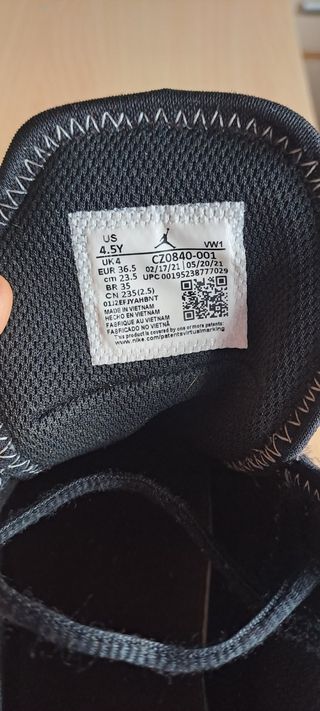 US
4.5Y VW1
UK 4 CZ0840-001
EUR 36.5 02/17/21 05/20/21
cm 23.5 UPC 00195238777029
BR 35
CN 235(2.5)
MADE IN VIETNAM
HECHO EN VIETNAM
FABRIQUE AU VIETNAM
FABRICADO NO VIETNÃ
This product is covered by one or more patents:
www.nike.com/patentsvirtualmarking